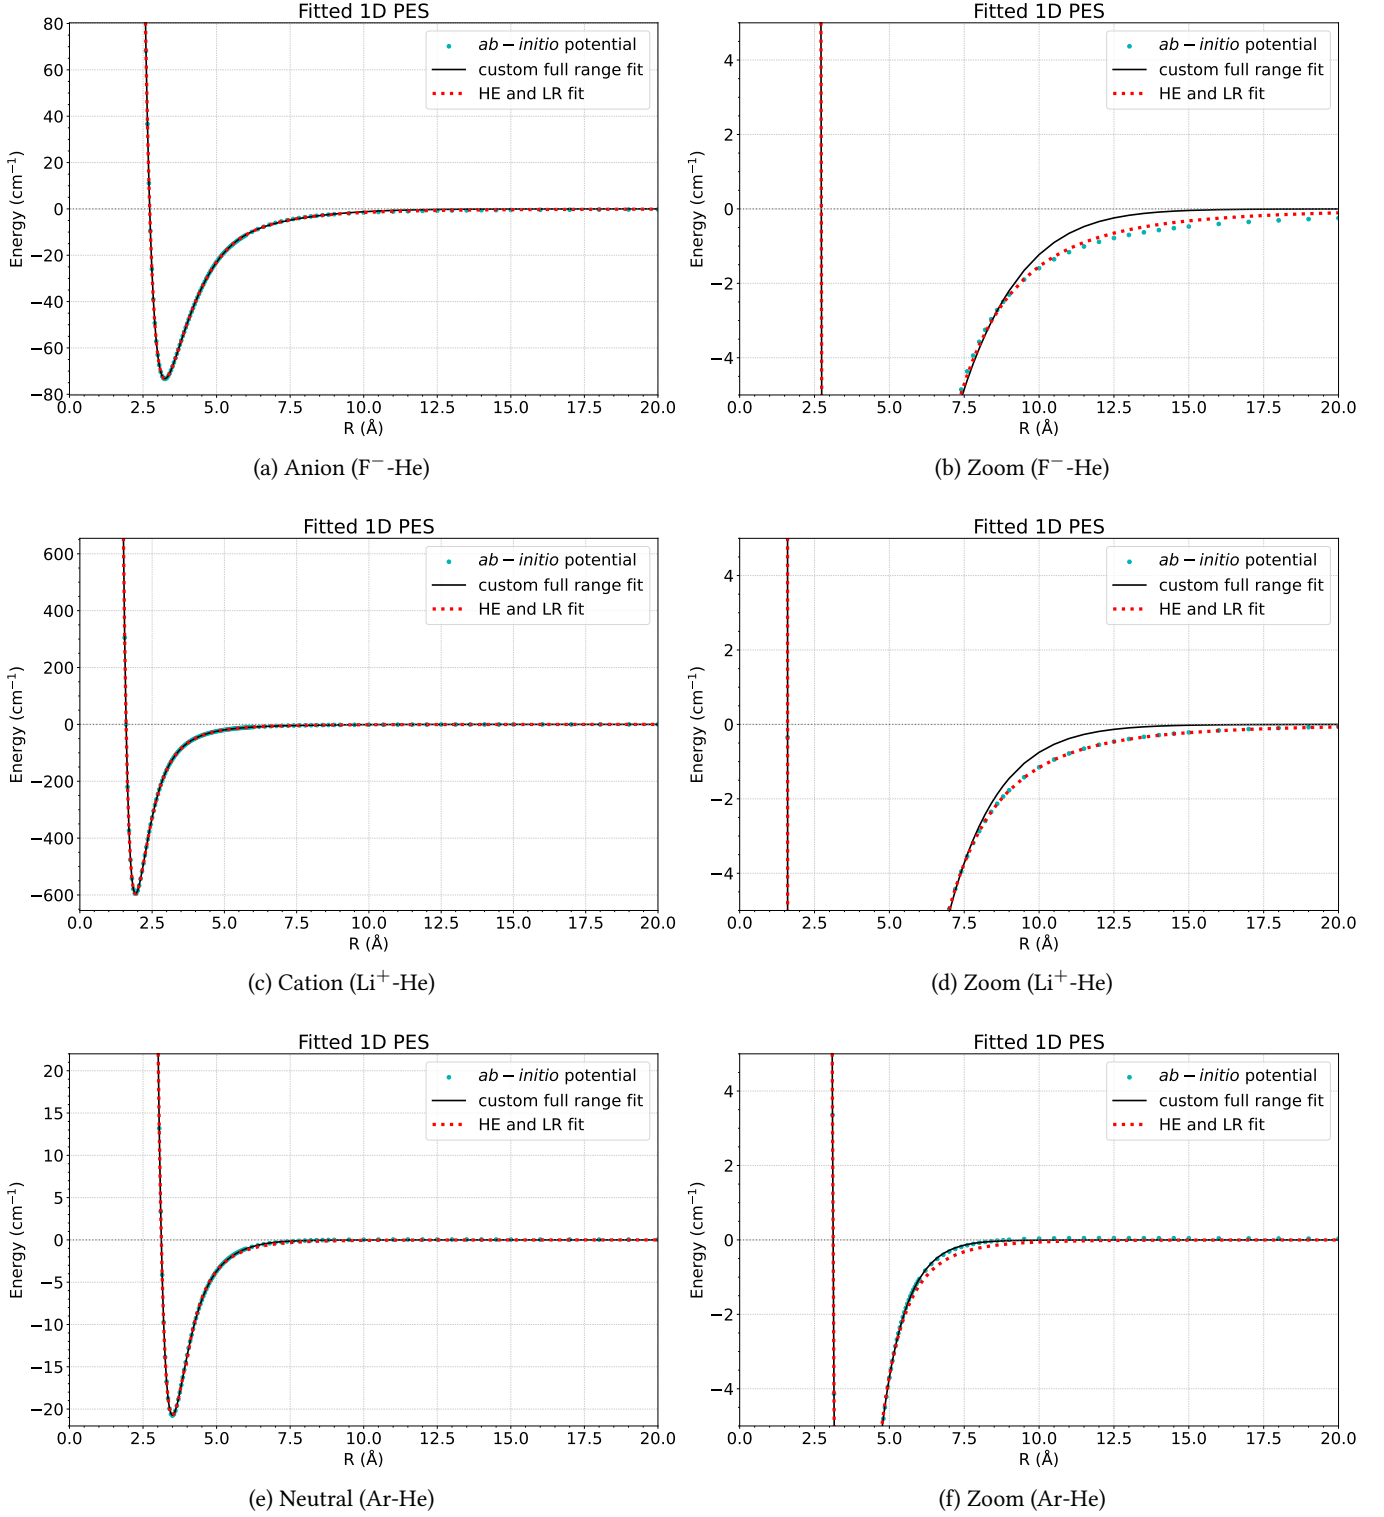 Fitted 1D PES
80
60
40
20
0
−20
−40
−60
−80
Energy (cm⁻¹)
0.0 2.5 5.0 7.5 10.0 12.5 15.0 17.5 20.0
R (Å)
ab−initio potential
custom full range fit
HE and LR fit
(a) Anion (F⁻-He)
Fitted 1D PES
4
2
0
−2
−4
Energy (cm⁻¹)
0.0 2.5 5.0 7.5 10.0 12.5 15.0 17.5 20.0
R (Å)
ab−initio potential
custom full range fit
HE and LR fit
(b) Zoom (F⁻-He)
Fitted 1D PES
600
400
200
0
−200
−400
−600
Energy (cm⁻¹)
0.0 2.5 5.0 7.5 10.0 12.5 15.0 17.5 20.0
R (Å)
ab−initio potential
custom full range fit
HE and LR fit
(c) Cation (Li⁺-He)
Fitted 1D PES
4
2
0
−2
−4
Energy (cm⁻¹)
0.0 2.5 5.0 7.5 10.0 12.5 15.0 17.5 20.0
R (Å)
ab−initio potential
custom full range fit
HE and LR fit
(d) Zoom (Li⁺-He)
Fitted 1D PES
20
15
10
5
0
−5
−10
−15
−20
Energy (cm⁻¹)
0.0 2.5 5.0 7.5 10.0 12.5 15.0 17.5 20.0
R (Å)
ab−initio potential
custom full range fit
HE and LR fit
(e) Neutral (Ar-He)
Fitted 1D PES
4
2
0
−2
−4
Energy (cm⁻¹)
0.0 2.5 5.0 7.5 10.0 12.5 15.0 17.5 20.0
R (Å)
ab−initio potential
custom full range fit
HE and LR fit
(f) Zoom (Ar-He)